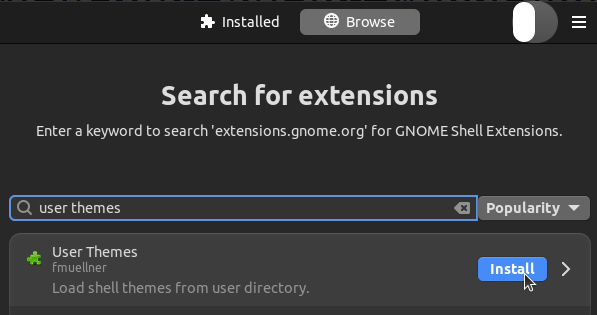 Installed
Browse
Search for extensions
Enter a keyword to search 'extensions.gnome.org' for GNOME Shell Extensions.
user themes
Popularity
User Themes
fmuellner
Load shell themes from user directory.
Install